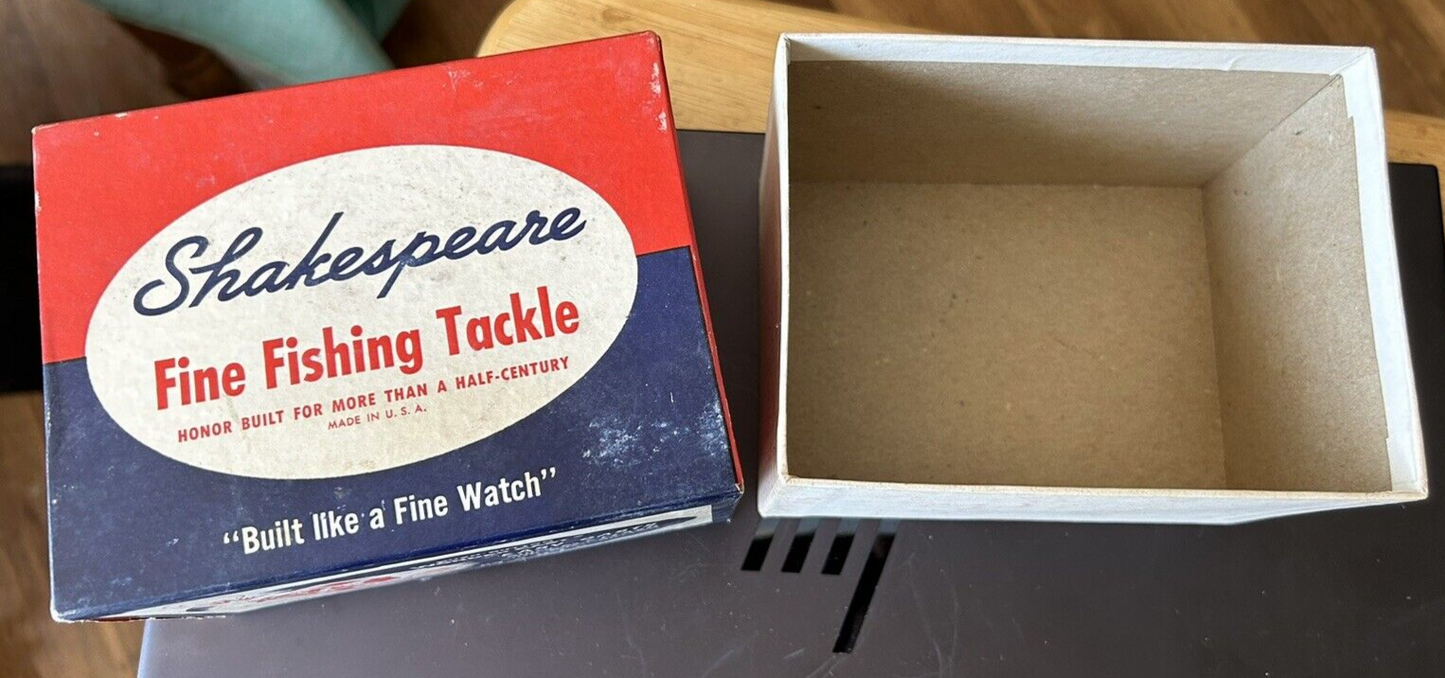 Shakespeare
Fine Fishing Tackle
HONOR BUILT FOR MORE THAN A HALF-CENTURY
MADE IN U. S. A.
“Built like a Fine Watch”